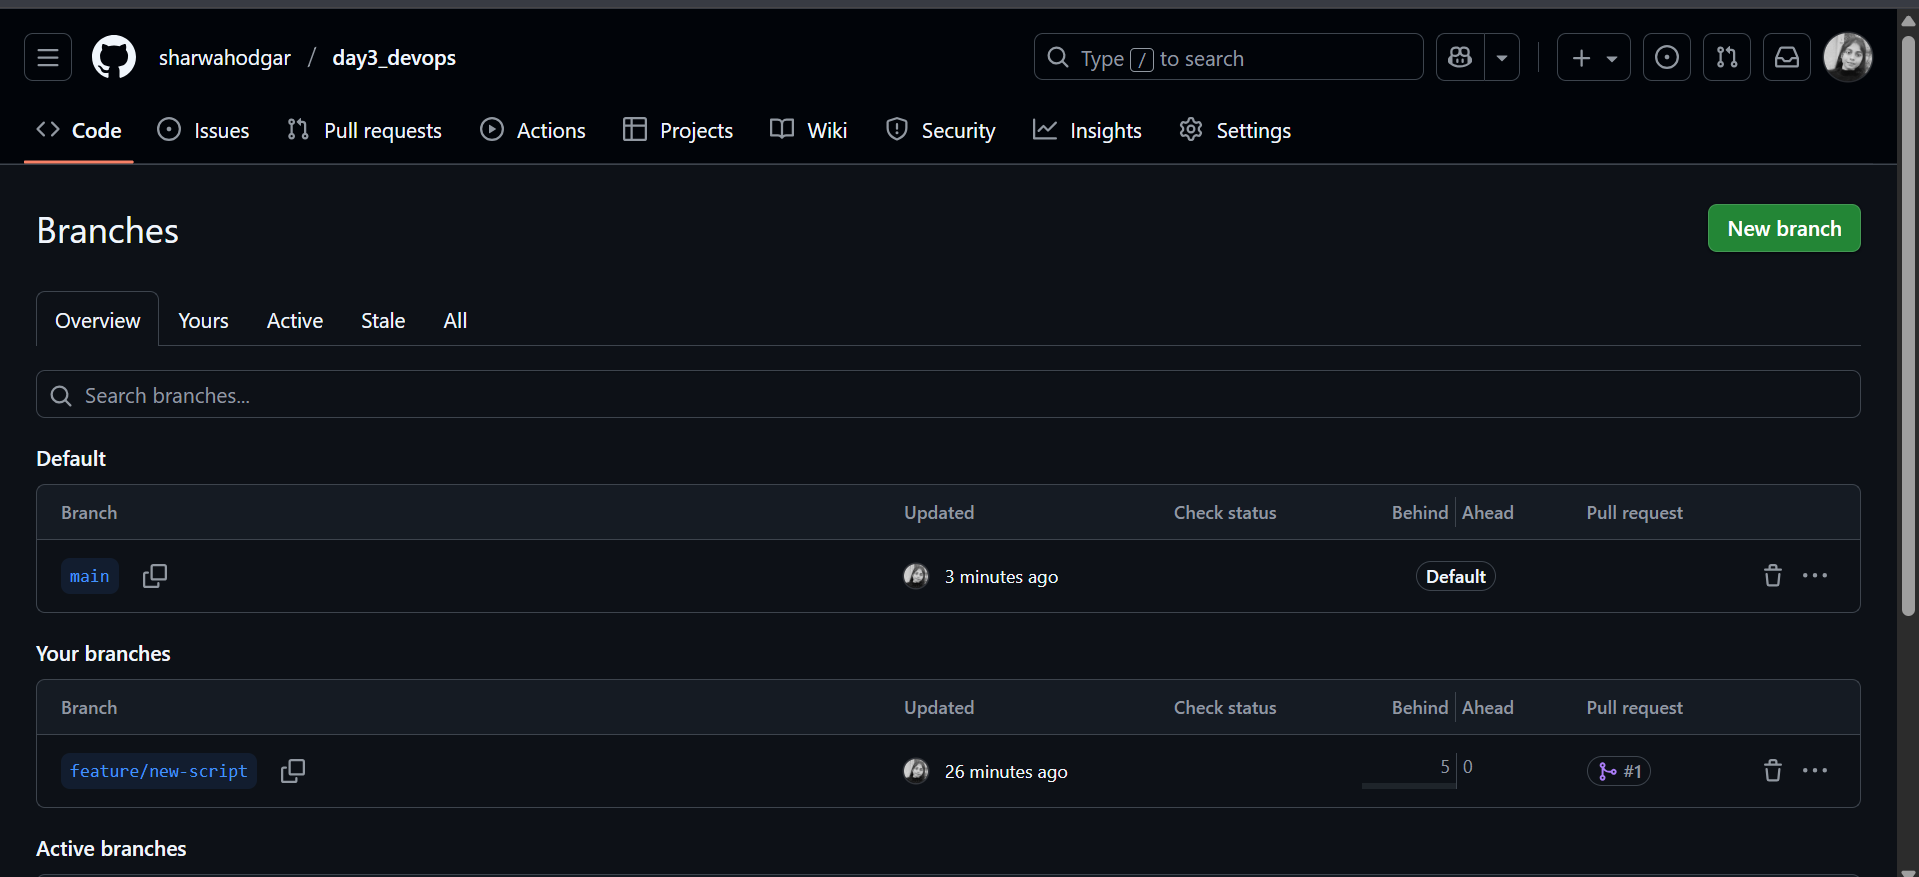 sharwahodgar / day3_devops
Type / to search
Code Issues Pull requests Actions Projects Wiki Security Insights Settings
Branches
New branch
Overview Yours Active Stale All
Search branches...
Default
Branch Updated Check status Behind Ahead Pull request
main 3 minutes ago Default
Your branches
Branch Updated Check status Behind Ahead Pull request
feature/new-script 26 minutes ago 5 0 #1
Active branches